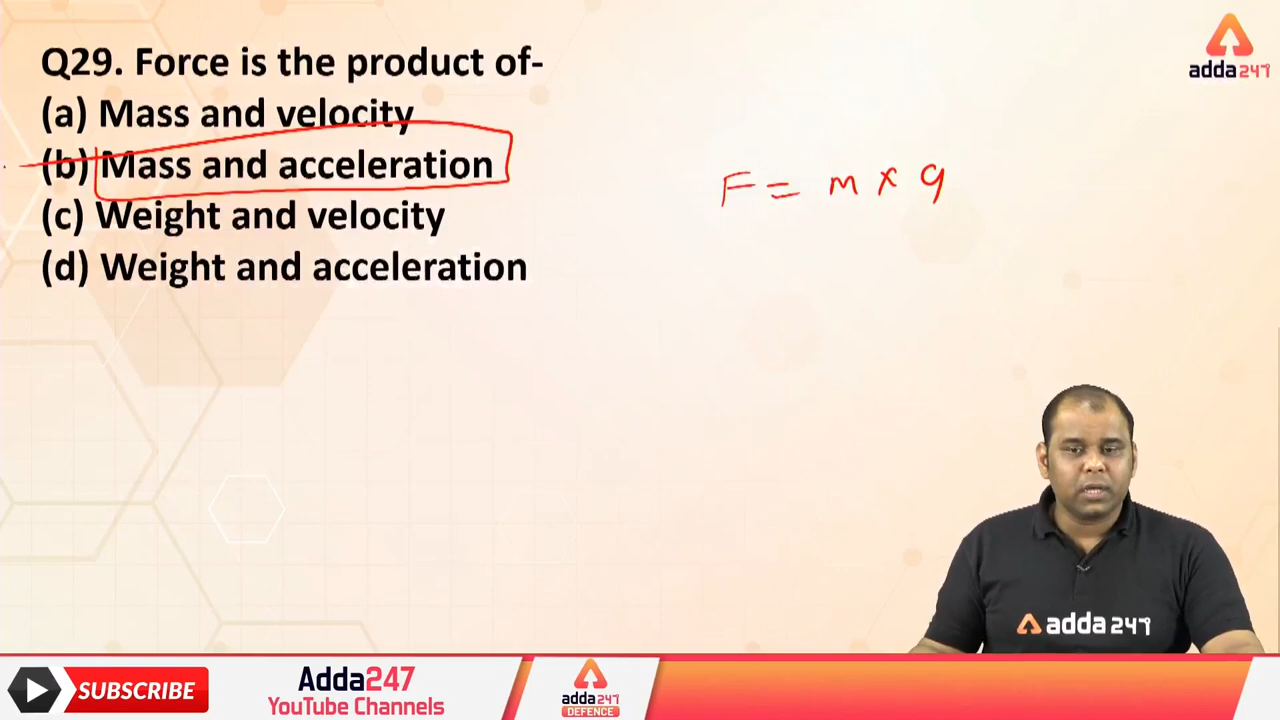 Q29. Force is the product of-
(a) Mass and velocity
(b) Mass and acceleration
(c) Weight and velocity
(d) Weight and acceleration
F = m × a
adda247
adda247
SUBSCRIBE
Adda247
YouTube Channels
adda247
DEFENCE